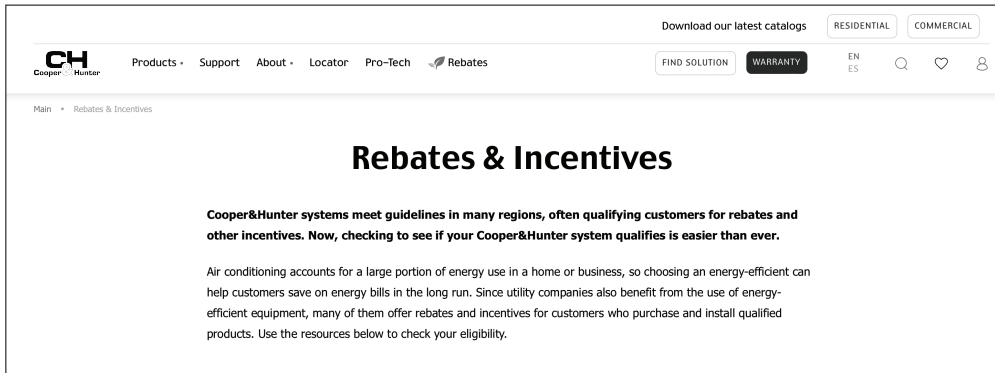 Download our latest catalogs RESIDENTIAL COMMERCIAL
CH
Cooper Hunter
Products • Support About • Locator Pro-Tech Rebates FIND SOLUTION WARRANTY EN
ES
Main • Rebates & Incentives
Rebates & Incentives
Cooper&Hunter systems meet guidelines in many regions, often qualifying customers for rebates and
other incentives. Now, checking to see if your Cooper&Hunter system qualifies is easier than ever.
Air conditioning accounts for a large portion of energy use in a home or business, so choosing an energy-efficient can
help customers save on energy bills in the long run. Since utility companies also benefit from the use of energy-
efficient equipment, many of them offer rebates and incentives for customers who purchase and install qualified
products. Use the resources below to check your eligibility.